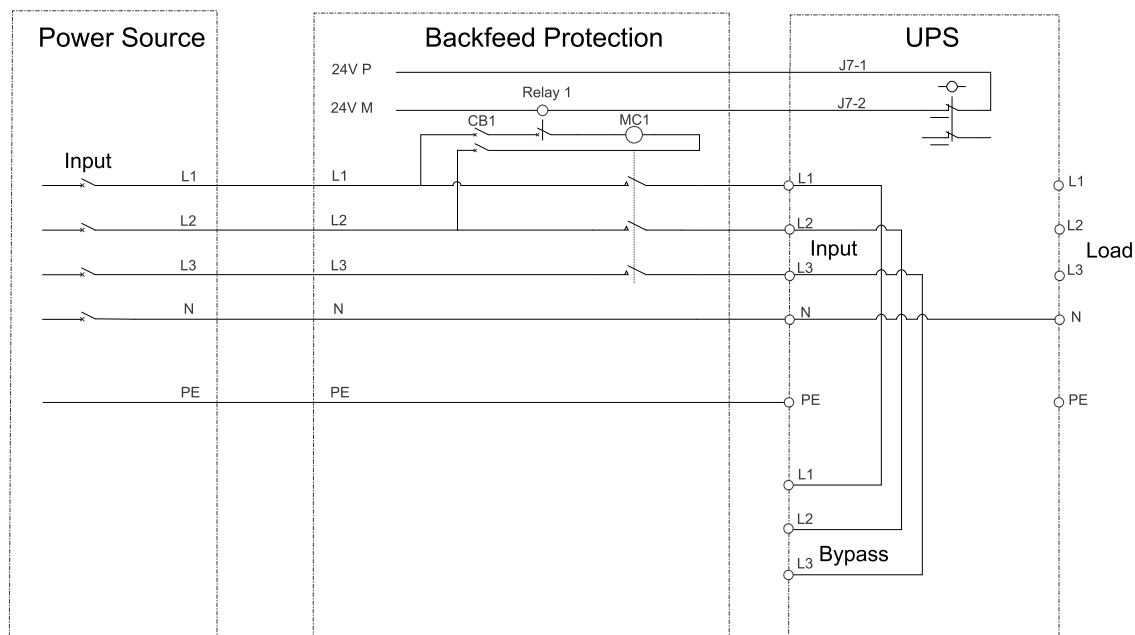 Power Source
Backfeed Protection
UPS
24V P
J7-1
24V M
Relay 1
J7-2
CB1
MC1
Input
L1
L1
L1
L1
L2
L2
L2
L2
Input
Load
L3
L3
L3
L3
N
N
N
N
PE
PE
PE
PE
L1
L2
L3
Bypass